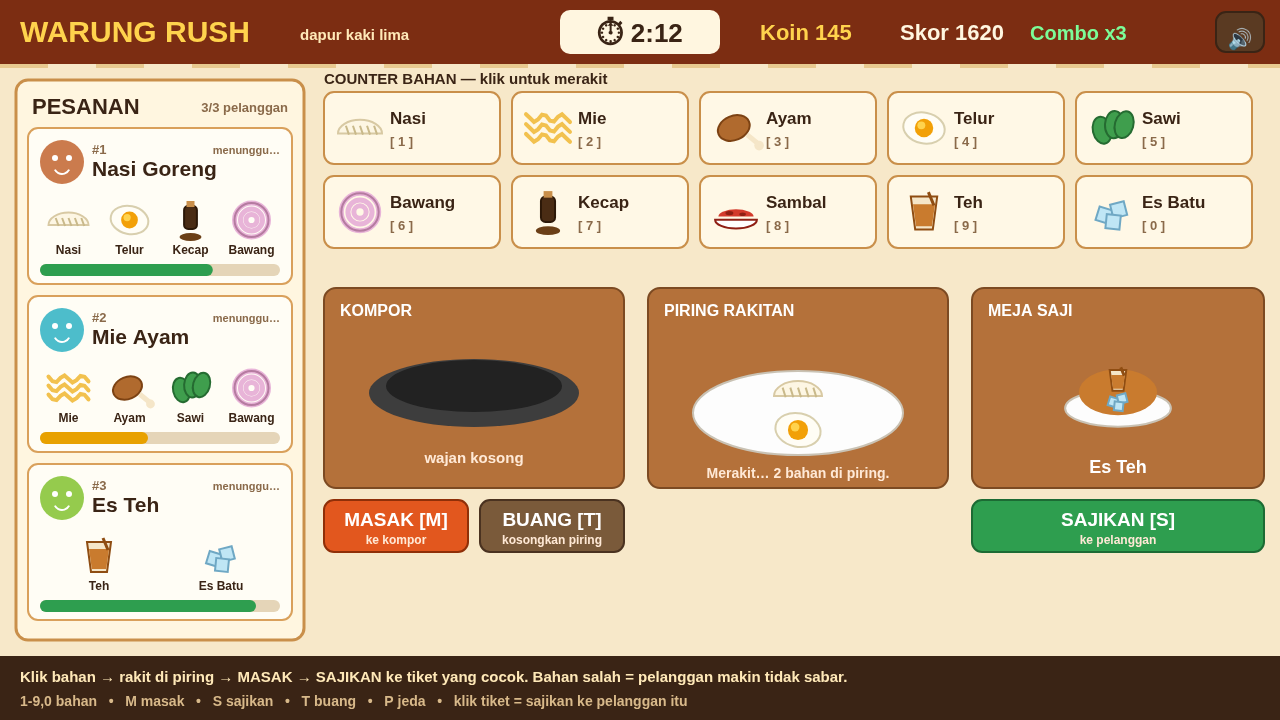 WARUNG RUSH
dapur kaki lima
2:12
Koin 145
Skor 1620
Combo x3
PESANAN
3/3 pelanggan
#1
menunggu…
Nasi Goreng
Nasi Telur Kecap Bawang
#2
menunggu…
Mie Ayam
Mie Ayam Sawi Bawang
#3
menunggu…
Es Teh
Teh Es Batu
COUNTER BAHAN — klik untuk merakit
Nasi
[ 1 ]
Mie
[ 2 ]
Ayam
[ 3 ]
Telur
[ 4 ]
Sawi
[ 5 ]
Bawang
[ 6 ]
Kecap
[ 7 ]
Sambal
[ 8 ]
Teh
[ 9 ]
Es Batu
[ 0 ]
KOMPOR
wajan kosong
PIRING RAKITAN
Merakit… 2 bahan di piring.
MEJA SAJI
Es Teh
MASAK [M]
ke kompor
BUANG [T]
kosongkan piring
SAJIKAN [S]
ke pelanggan
Klik bahan → rakit di piring → MASAK → SAJIKAN ke tiket yang cocok. Bahan salah = pelanggan makin tidak sabar.
1-9,0 bahan • M masak • S sajikan • T buang • P jeda • klik tiket = sajikan ke pelanggan itu